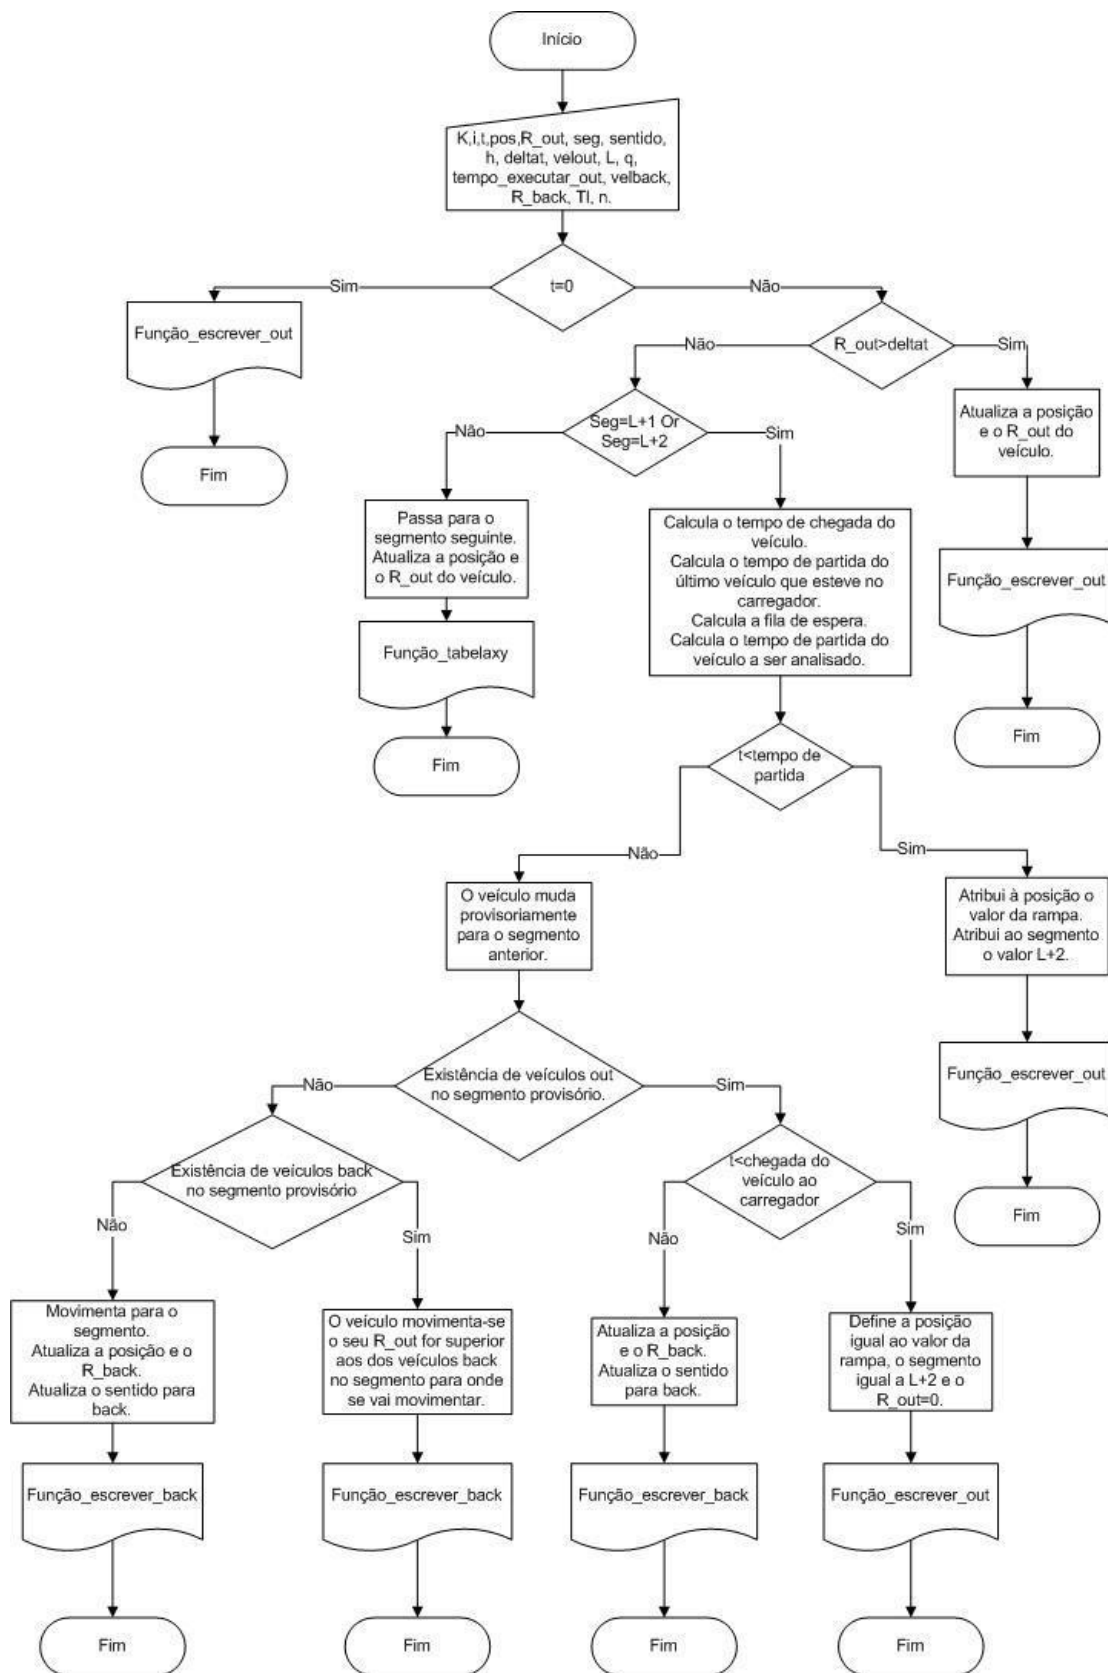 Início
K,i,t,pos,R_out, seg, sentido,
h, deltat, velout, L, q,
tempo_executar_out, velback,
R_back, TI, n.
t=0
Sim
Não
Função_escrever_out
Fim
R_out>deltat
Não
Sim
Atualiza a posição
e o R_out do
veículo.
Função_escrever_out
Fim
Seg=L+1 Or
Seg=L+2
Não
Sim
Passa para o
segmento seguinte.
Atualiza a posição e
o R_out do veículo.
Função_tabelaxy
Fim
Calcula o tempo de chegada do
veículo.
Calcula o tempo de partida do
último veículo que esteve no
carregador.
Calcula a fila de espera.
Calcula o tempo de partida do
veículo a ser analisado.
t<tempo de
partida
Não
Sim
O veículo muda
provisoriamente
para o segmento
anterior.
Atribui à posição o
valor da rampa.
Atribui ao segmento
o valor L+2.
Função_escrever_out
Fim
Existência de veículos out
no segmento provisório.
Não
Sim
Existência de veículos back
no segmento provisório
Não
Sim
t<chegada do
veículo ao
carregador
Não
Sim
Movimenta para o
segmento.
Atualiza a posição e o
R_back.
Atualiza o sentido para
back.
O veículo movimenta-se
o seu R_out for superior
aos dos veículos back
no segmento para onde
se vai movimentar.
Atualiza a posição
e o R_back.
Atualiza o sentido
para back.
Define a posição
igual ao valor da
rampa, o segmento
igual a L+2 e o
R_out=0.
Função_escrever_back
Função_escrever_back
Função_escrever_back
Função_escrever_out
Fim
Fim
Fim
Fim